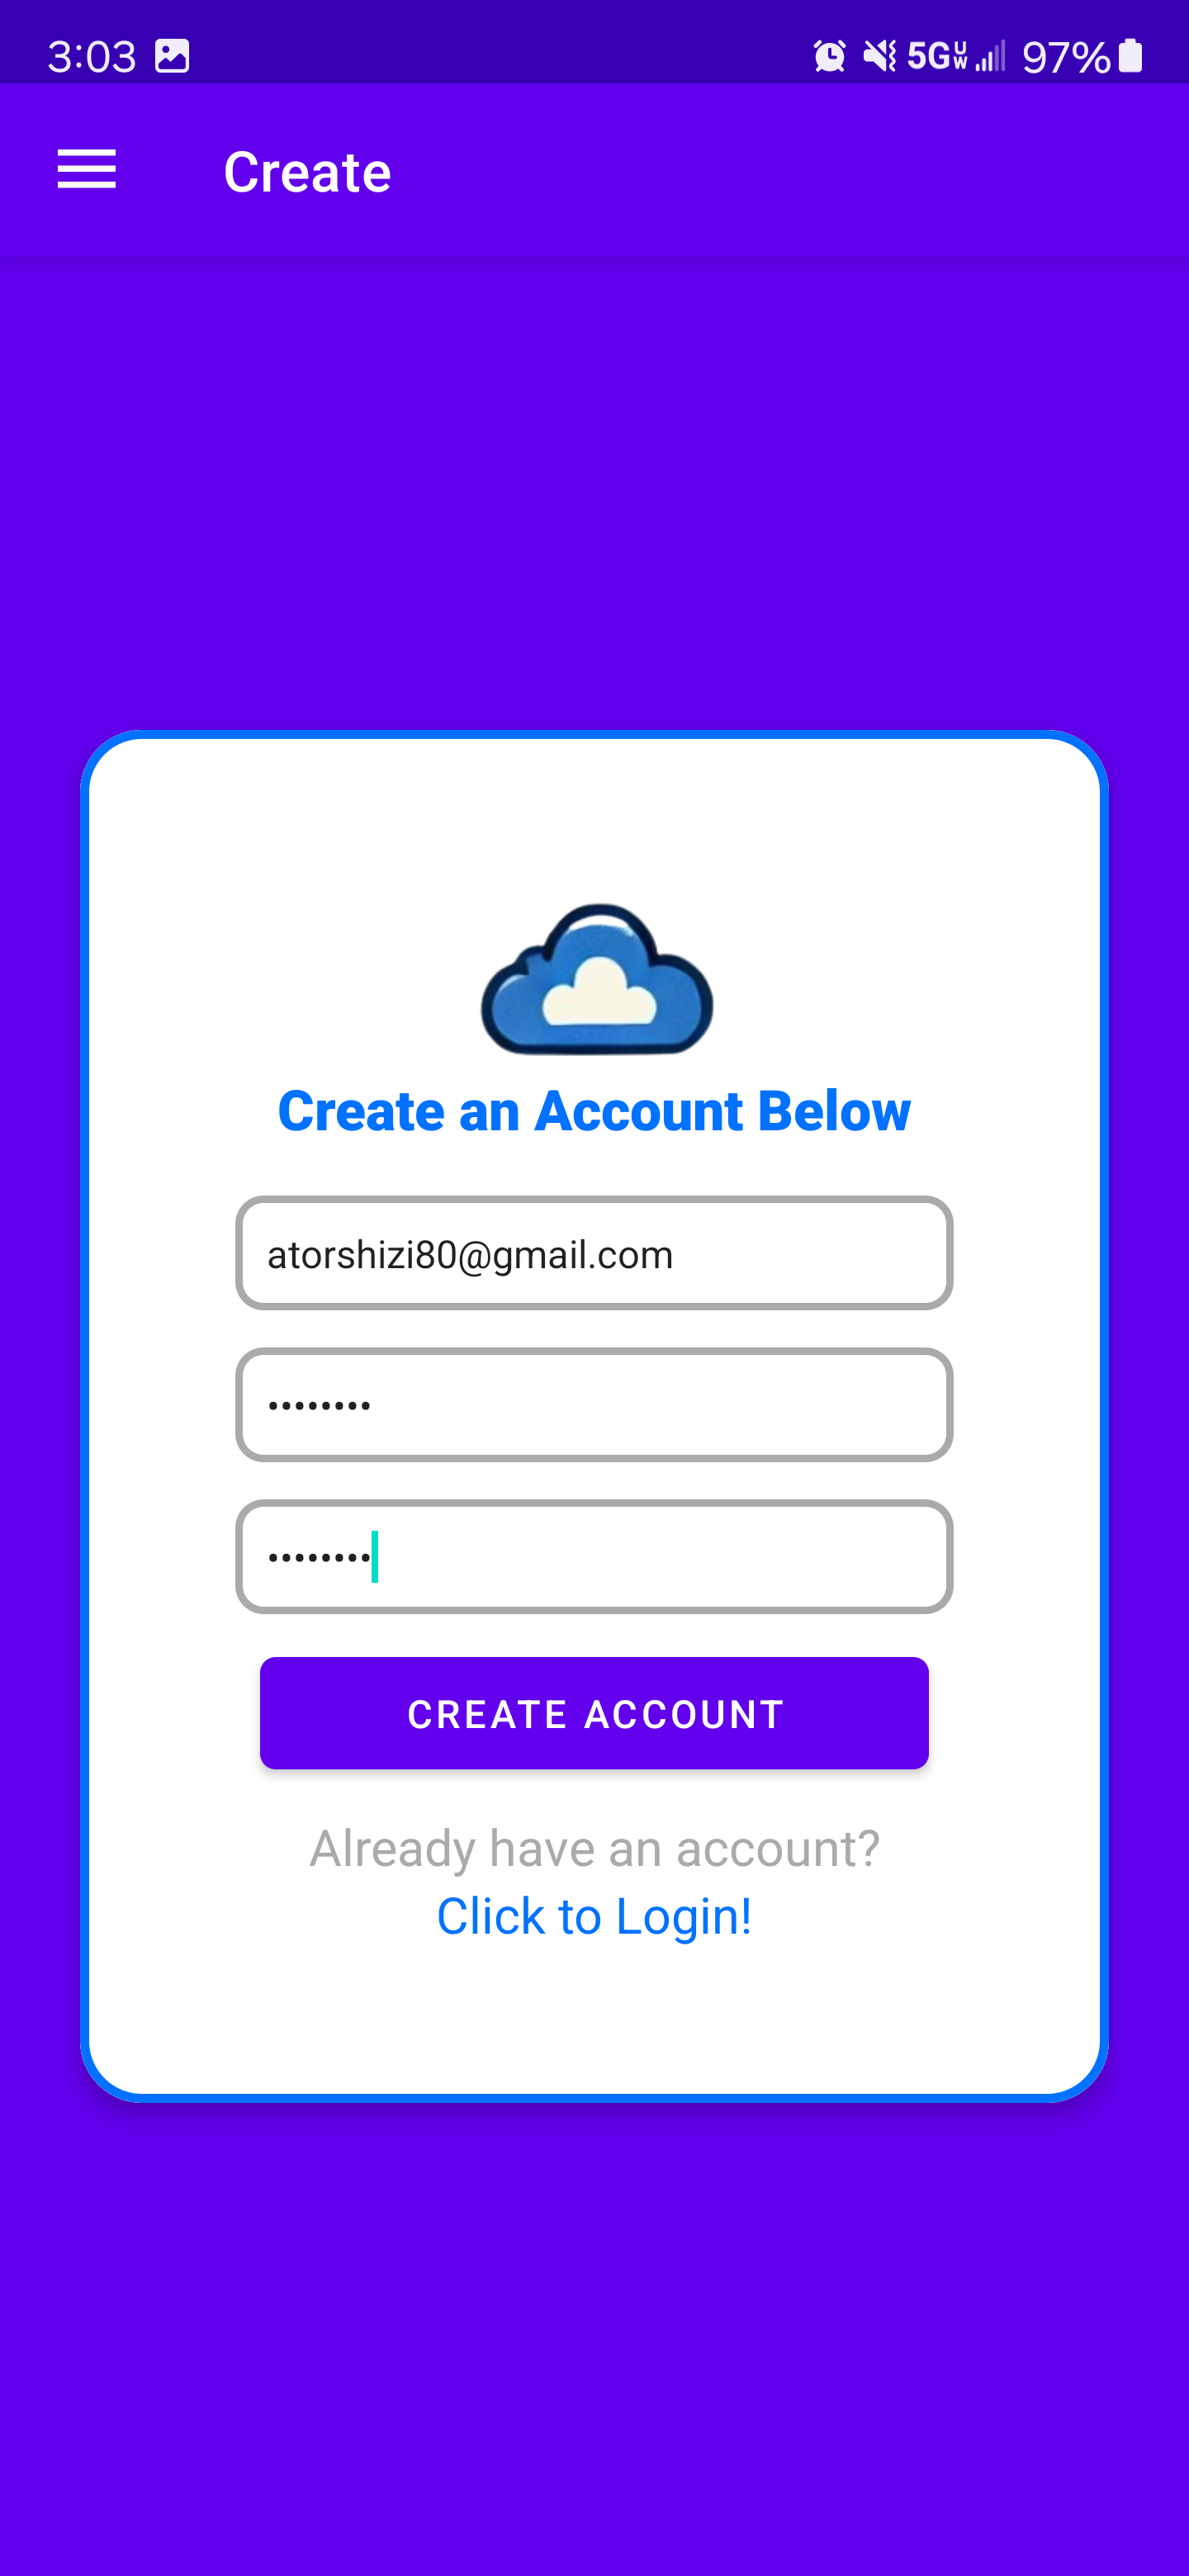 3:03 5G UW 97%
Create
Create an Account Below
atorshizi80@gmail.com
••••••••
••••••••
CREATE ACCOUNT
Already have an account?
Click to Login!